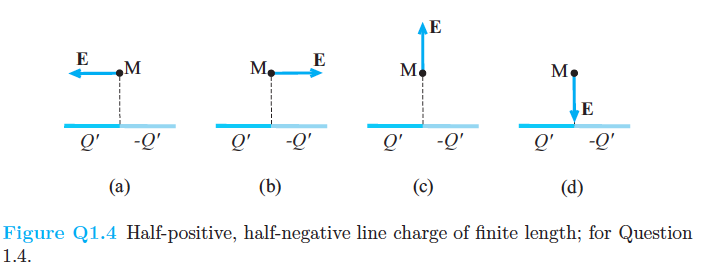 E
E M M E M M E
Q' -Q' Q' -Q' Q' -Q' Q' -Q'
(a) (b) (c) (d)
Figure Q1.4 Half-positive, half-negative line charge of finite length; for Question
1.4.